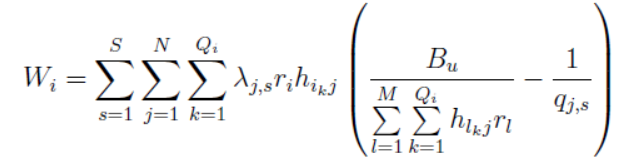 W_i = \sum_{s=1}^{S} \sum_{j=1}^{N} \sum_{k=1}^{Q_i} \lambda_{j,s} r_i h_{i_k j} \left( \frac{B_u}{\sum_{l=1}^{M} \sum_{k=1}^{Q_i} h_{l_k j} r_l} - \frac{1}{q_{j,s}} \right)